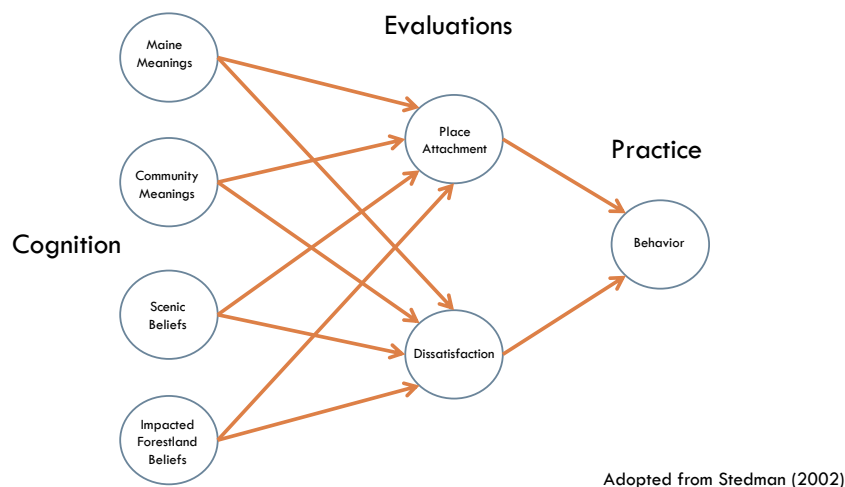 Evaluations
Maine
Meanings
Place
Attachment
Practice
Community
Meanings
Cognition
Behavior
Scenic
Beliefs
Dissatisfaction
Impacted
Forestland
Beliefs
Adopted from Stedman (2002)